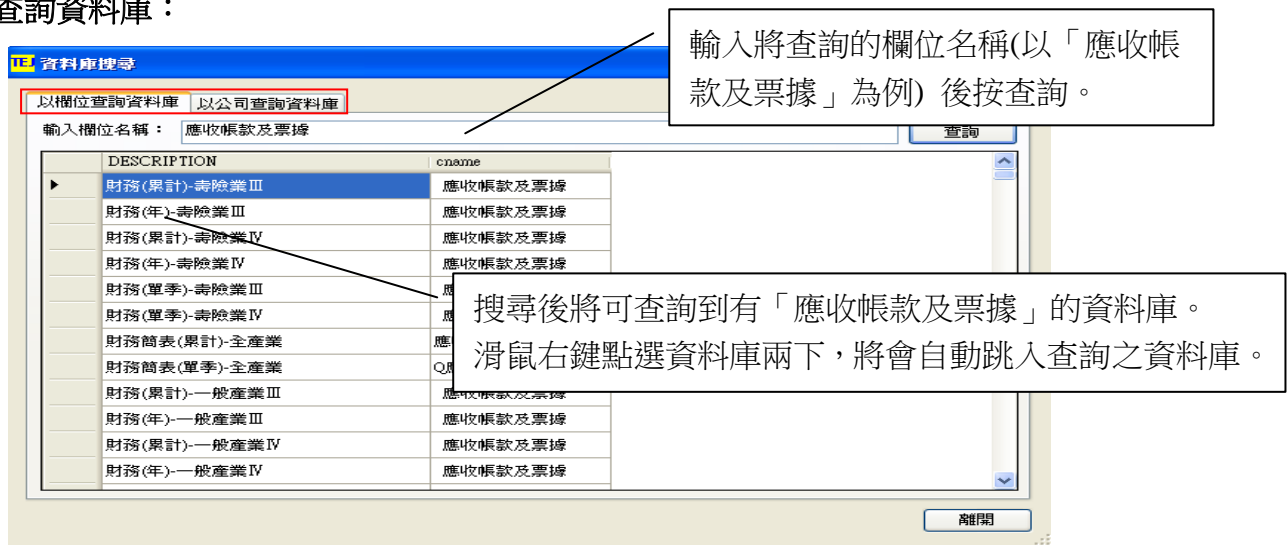 查詢資料庫：
輸入將查詢的欄位名稱(以「應收帳
款及票據」為例) 後按查詢。
TEJ 資料庫搜尋
以欄位查詢資料庫 以公司查詢資料庫
輸入欄位名稱： 應收帳款及票據 查詢
DESCRIPTION cname
財務(累計)-壽險業Ⅲ 應收帳款及票據
財務(年)-壽險業Ⅲ 應收帳款及票據
財務(累計)-壽險業Ⅳ 應收帳款及票據
財務(年)-壽險業Ⅳ 應收帳款及票據
財務(單季)-壽險業Ⅲ
財務(單季)-壽險業Ⅳ
搜尋後將可查詢到有「應收帳款及票據」的資料庫。
滑鼠右鍵點選資料庫兩下，將會自動跳入查詢之資料庫。
財務簡表(累計)-全產業
財務簡表(單季)-全產業
財務(累計)-一般產業Ⅲ 應收帳款及票據
財務(年)-一般產業Ⅲ 應收帳款及票據
財務(累計)-一般產業Ⅳ 應收帳款及票據
財務(年)-一般產業Ⅳ 應收帳款及票據
離開